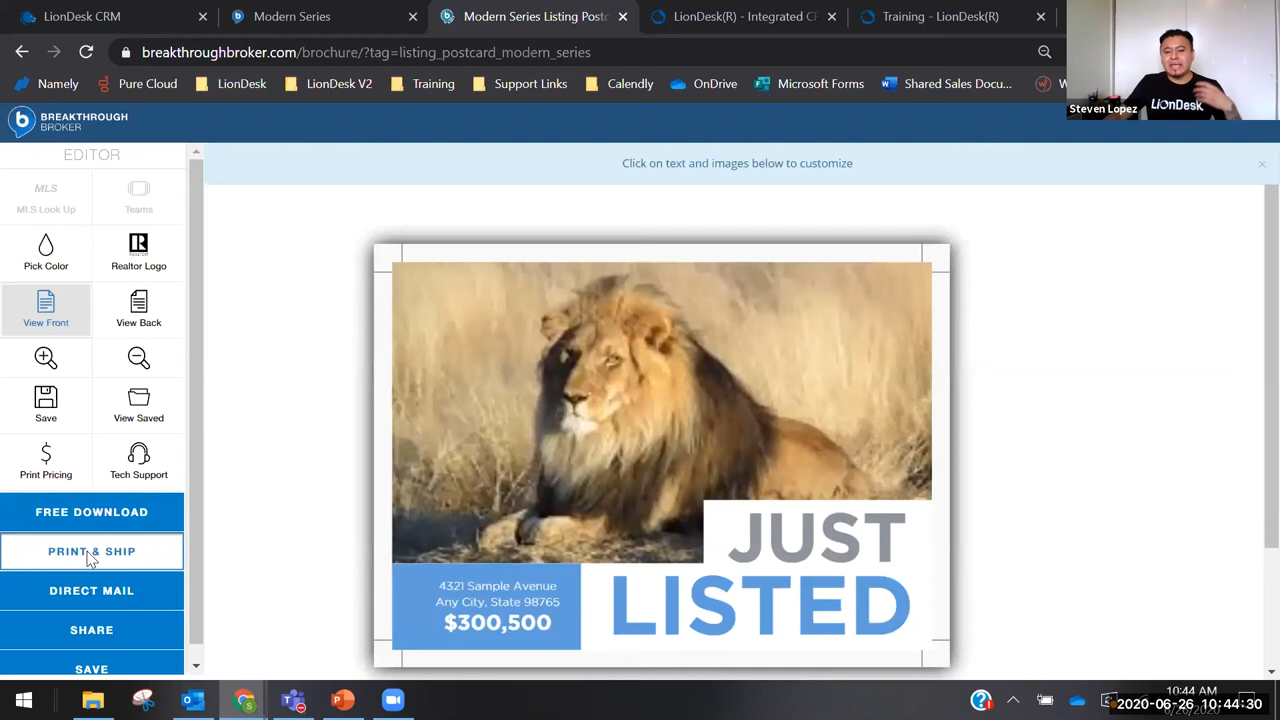 LionDesk CRM
Modern Series
Modern Series Listing Postc
LionDesk(R) - Integrated C
Training - LionDesk(R)
breakthroughbroker.com/brochure/?tag=listing_postcard_modern_series
Namely
Pure Cloud
LionDesk
LionDesk V2
Training
Support Links
Calendly
OnDrive
Microsoft Forms
Shared Sales Docu...
Steven Lopez
LionDesk
BREAKTHROUGH
BROKER
EDITOR
Click on text and images below to customize
MLS
MLS Look Up
Teams
Pick Color
REALTOR
Realtor Logo
View Front
View Back
Save
View Saved
Print Pricing
Tech Support
FREE DOWNLOAD
PRINT & SHIP
DIRECT MAIL
SHARE
SAVE
JUST
LISTED
4321 Sample Avenue
Any City, State 98765
$300,500
10:44 AM
2020-06-26 10:44:30